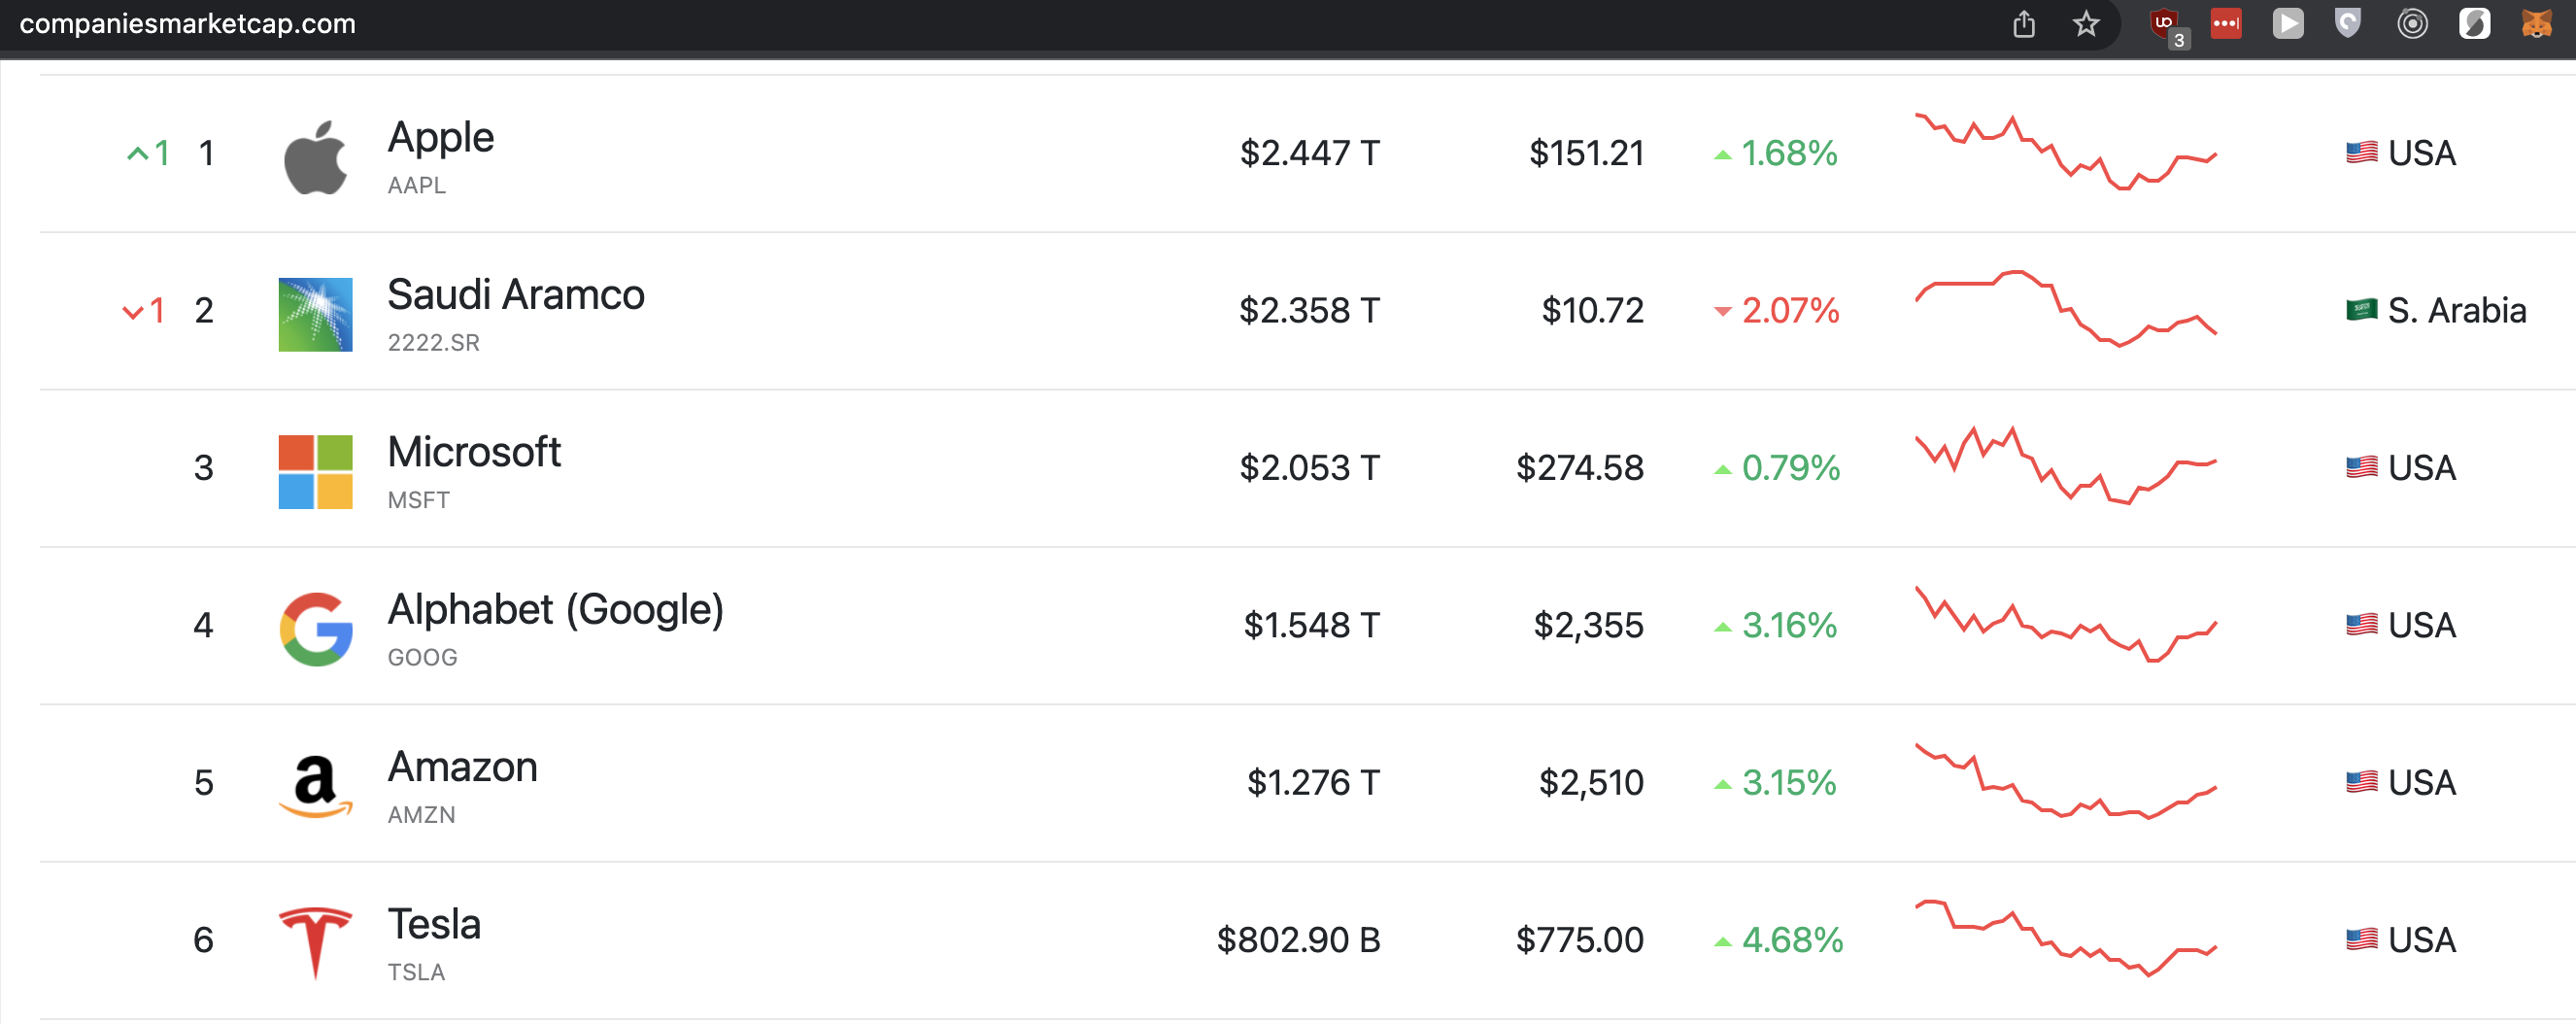 companiesmarketcap.com
3
1 1 Apple $2.447 T $151.21 1.68% USA
AAPL
1 2 Saudi Aramco $2.358 T $10.72 2.07% S. Arabia
2222.SR
3 Microsoft $2.053 T $274.58 0.79% USA
MSFT
4 Alphabet (Google) $1.548 T $2,355 3.16% USA
GOOG
5 Amazon $1.276 T $2,510 3.15% USA
AMZN
6 Tesla $802.90 B $775.00 4.68% USA
TSLA